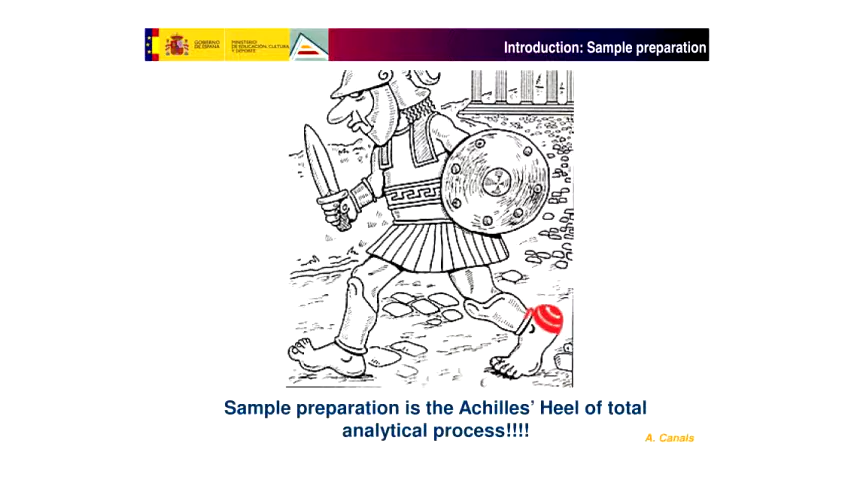 GOBIERNO
DE ESPAÑA
MINISTERIO
DE EDUCACIÓN, CULTURA
Y DEPORTE
Introduction: Sample preparation
Sample preparation is the Achilles’ Heel of total
analytical process!!!!
A. Canals